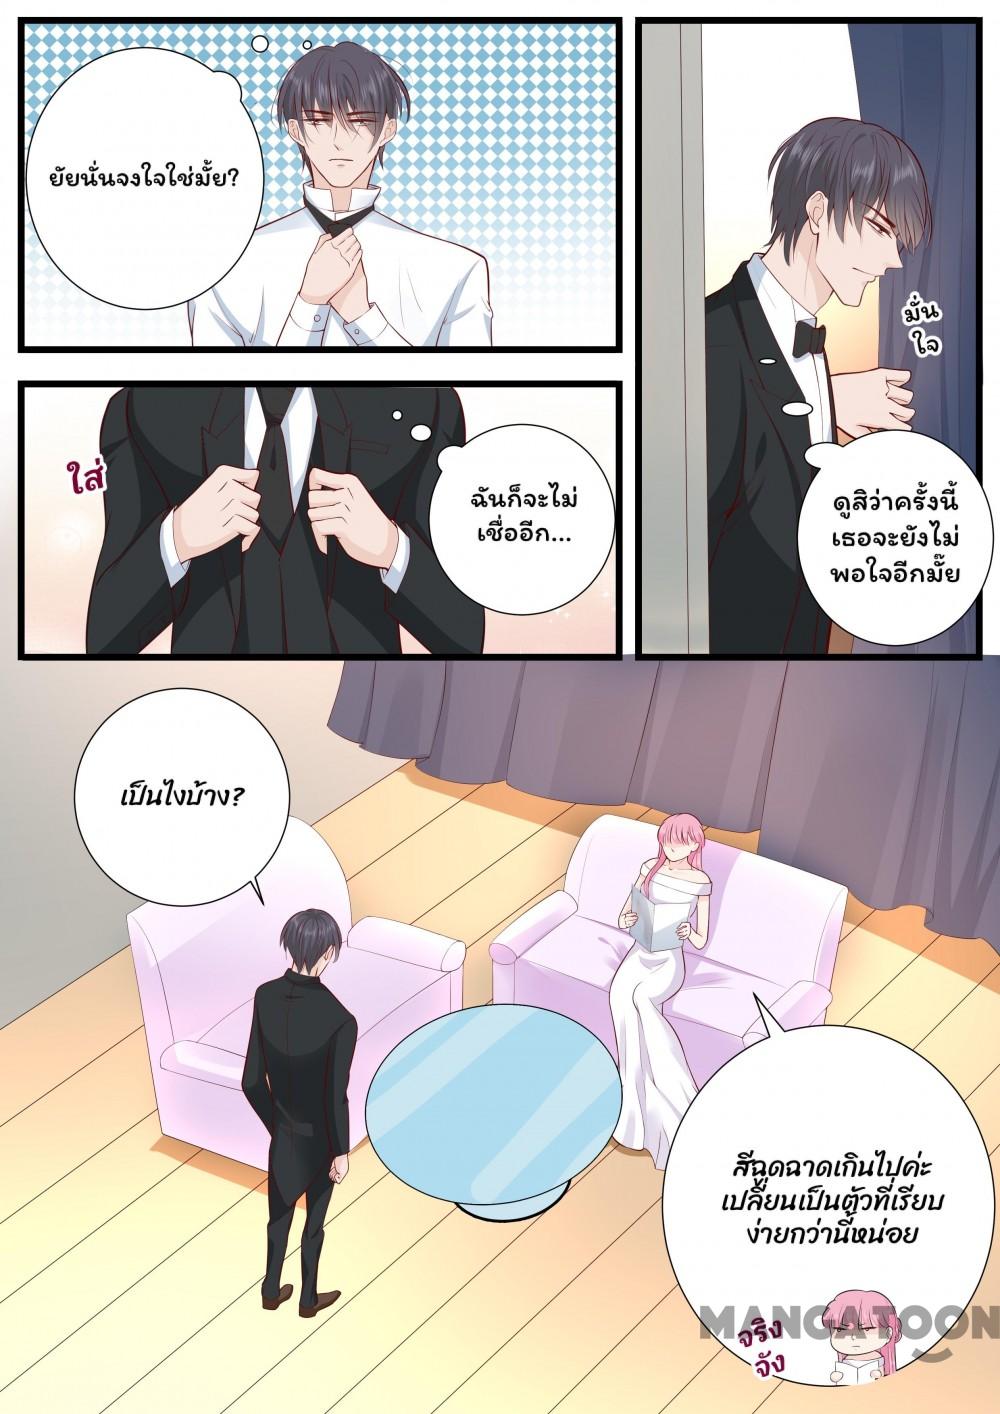 ยัยนั่นจงใจใช่มั้ย?
ใส่
ฉันก็จะไม่
เชื่ออีก...
มั่น
ใจ
ดูสิว่าครั้งนี้
เธอจะยังไม่
พอใจอีกมั๊ย
เป็นไงบ้าง?
สีฉูดฉาดเกินไปค่ะ
เปลี่ยนเป็นตัวที่เรียบ
ง่ายกว่านี้หน่อย
จริง
จัง
MANGATOON